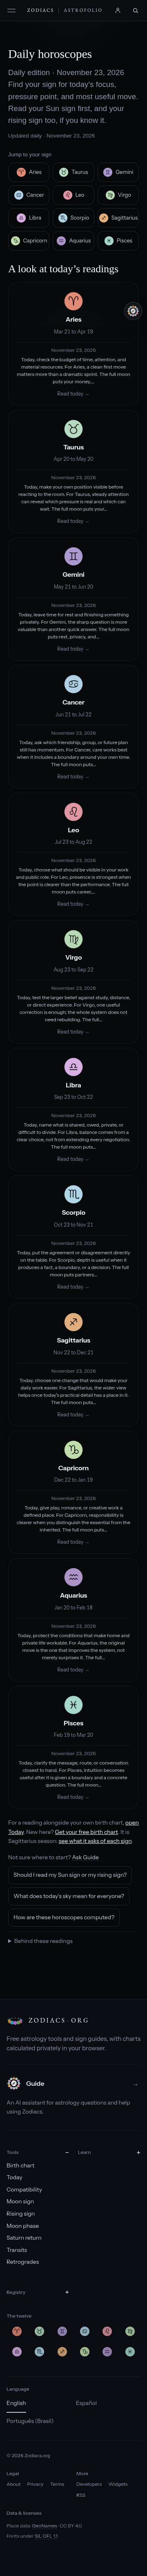 ZODIACS | ASTROFOLIO
Daily horoscopes
Daily edition · November 23, 2026
Find your sign for today's focus,
pressure point, and useful move.
Read your Sun sign first, and the
rising sign too, if you know it.
Updated daily · November 23, 2026
Jump to your sign
Aries Taurus Gemini
Cancer Leo Virgo
Libra Scorpio Sagittarius
Capricorn Aquarius Pisces
A look at today's readings
Aries
Mar 21 to Apr 19
November 23, 2026
Today, check the budget of time, attention, and
material resources. For Aries, a clean first move
matters more than a dramatic sprint. The full moon
puts your money,...
Read today →
Taurus
Apr 20 to May 20
November 23, 2026
Today, make your own position visible before
reacting to the room. For Taurus, steady attention
can reveal which pressure is real and which can
wait. The full moon puts your...
Read today →
Gemini
May 21 to Jun 20
November 23, 2026
Today, leave time for rest and finishing something
privately. For Gemini, the sharp question is more
valuable than another quick answer. The full moon
puts rest, privacy, and...
Read today →
Cancer
Jun 21 to Jul 22
November 23, 2026
Today, ask which friendship, group, or future plan
still has momentum. For Cancer, care works best
when it includes a boundary around your own need.
The full moon puts...
Read today →
Leo
Jul 23 to Aug 22
November 23, 2026
Today, choose what should be visible in your work
and public role. For Leo, presence is strongest when
the point is clearer than the performance. The full
moon puts career,...
Read today →
Virgo
Aug 23 to Sep 22
November 23, 2026
Today, test the larger belief against study, distance,
or direct experience. For Virgo, one useful
correction is enough; the whole system does not
need rebuilding. The full...
Read today →
Libra
Sep 23 to Oct 22
November 23, 2026
Today, name what is shared, owed, private, or
difficult to divide. For Libra, balance comes from a
clear choice, not from extending every negotiation.
The full moon puts...
Read today →
Scorpio
Oct 23 to Nov 21
November 23, 2026
Today, put the agreement or disagreement directly
on the table. For Scorpio, depth is useful when it
produces a fact, a boundary, or a decision. The full
moon puts partners...
Read today →
Sagittarius
Nov 22 to Dec 21
November 23, 2026
Today, choose one change that would make your
daily work easier. For Sagittarius, the wider view
helps once today's practical detail has a place in it.
The full moon puts...
Read today →
Capricorn
Dec 22 to Jan 19
November 23, 2026
Today, give play, romance, or creative work a
defined place. For Capricorn, responsibility is
clearer when you distinguish the essential from the
inherited. The full moon puts...
Read today →
Aquarius
Jan 20 to Feb 18
November 23, 2026
Today, protect the conditions that make home and
private life workable. For Aquarius, the original
move is the one that improves the system, not
merely surprises it. The full...
Read today →
Pisces
Feb 19 to Mar 20
November 23, 2026
Today, clarify the message, route, or conversation
closest to hand. For Pisces, intuition becomes
useful after it is given a boundary and a concrete
question. The full moon...
Read today →
For a reading alongside your own birth chart, open
Today. New here? Get your free birth chart. It is
Sagittarius season: see what it asks of each sign.
Not sure where to start? Ask Guide
Should I read my Sun sign or my rising sign?
What does today's sky mean for everyone?
How are these horoscopes computed?
▶ Behind these readings
ZODIACS·ORG
Free astrology tools and sign guides, with charts
calculated privately in your browser.
Guide →
An AI assistant for astrology questions and help
using Zodiacs.
Tools − Learn +
Birth chart
Today
Compatibility
Moon sign
Rising sign
Moon phase
Saturn return
Transits
Retrogrades
Registry +
The twelve
Language
English Español
Português (Brasil)
© 2026 Zodiacs.org
Legal More
About Privacy Terms Developers Widgets
RSS
Data & licenses
Place data: GeoNames · CC BY 4.0
Fonts under SIL OFL 1.1